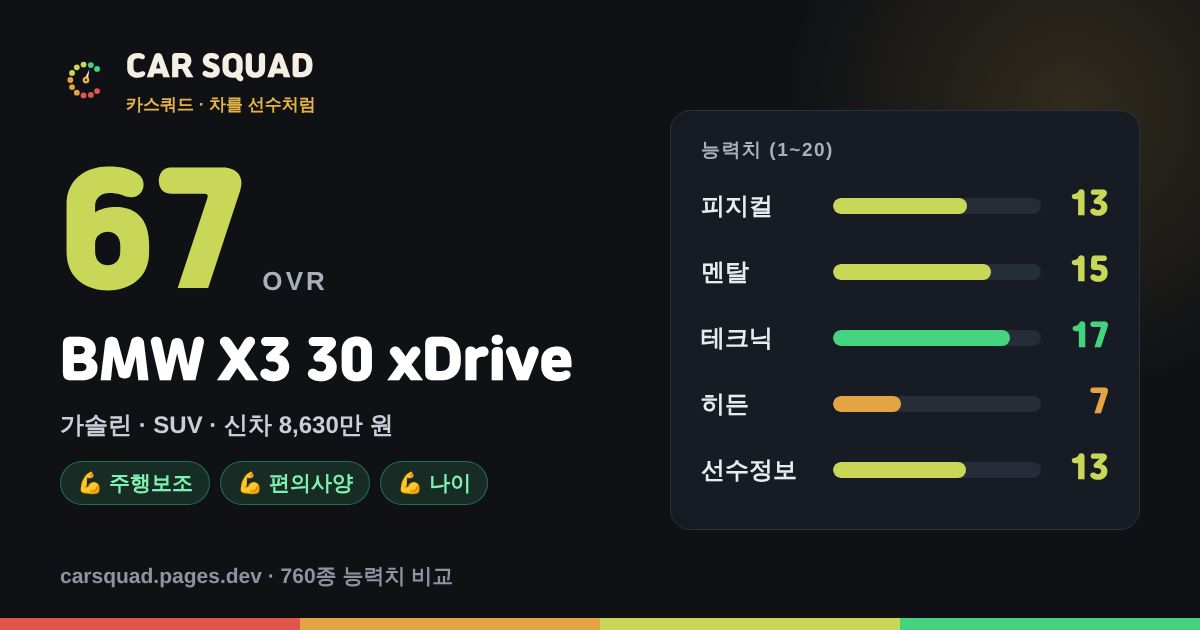 CAR SQUAD
카스쿼드 · 차를 선수처럼
67 OVR
BMW X3 30 xDrive
가솔린 · SUV · 신차 8,630만 원
💪 주행보조 💪 편의사양 💪 나이
carsquad.pages.dev · 760종 능력치 비교
능력치 (1~20)
피지컬 13
멘탈 15
테크닉 17
히든 7
선수정보 13